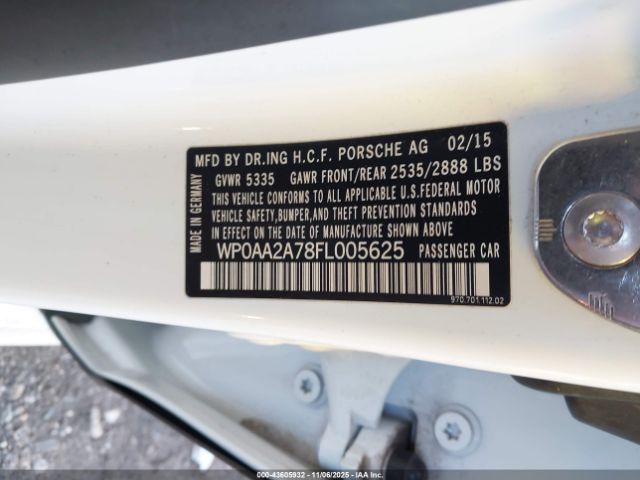 MFD BY DR.ING H.C.F. PORSCHE AG 02/15
GVWR 5335 GAWR FRONT/REAR 2535/2888 LBS
THIS VEHICLE CONFORMS TO ALL APPLICABLE U.S.FEDERAL MOTOR
VEHICLE SAFETY,BUMPER,AND THEFT PREVENTION STANDARDS
IN EFFECT ON THE DATE OF MANUFACTURE SHOWN ABOVE
WP0AA2A78FL005625 PASSENGER CAR
MADE IN GERMANY
970.701.112.02
000-43605932 - 11/06/2025 - IAAI, Inc.